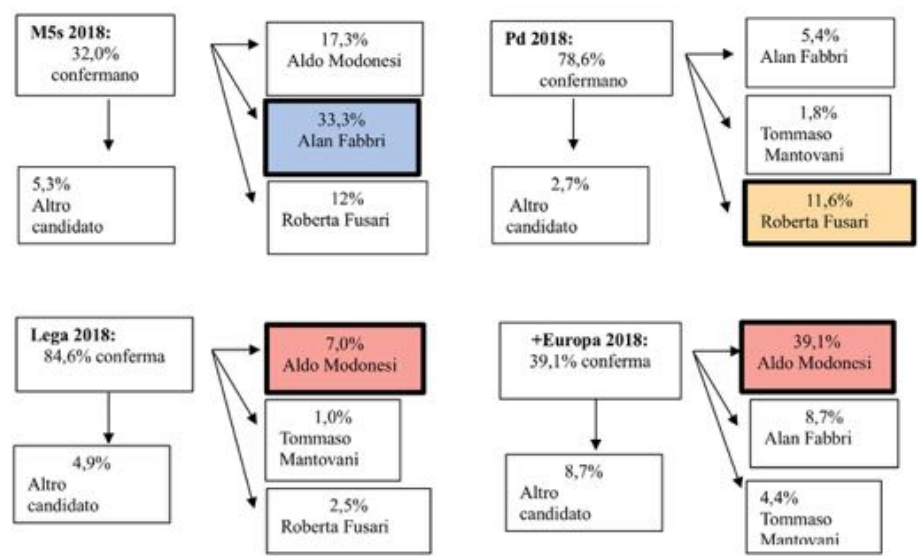 M5s 2018:
32,0%
confermano
17,3%
Aldo Modonesi
33,3%
Alan Fabbri
12%
Roberta Fusari
5,3%
Altro
candidato
Pd 2018:
78,6%
confermano
5,4%
Alan Fabbri
1,8%
Tommaso
Mantovani
11,6%
Roberta Fusari
2,7%
Altro
candidato
Lega 2018:
84,6% conferma
7,0%
Aldo Modonesi
1,0%
Tommaso
Mantovani
2,5%
Roberta Fusari
4,9%
Altro
candidato
+Europa 2018:
39,1% conferma
39,1%
Aldo Modonesi
8,7%
Alan Fabbri
4,4%
Tommaso
Mantovani
8,7%
Altro
candidato